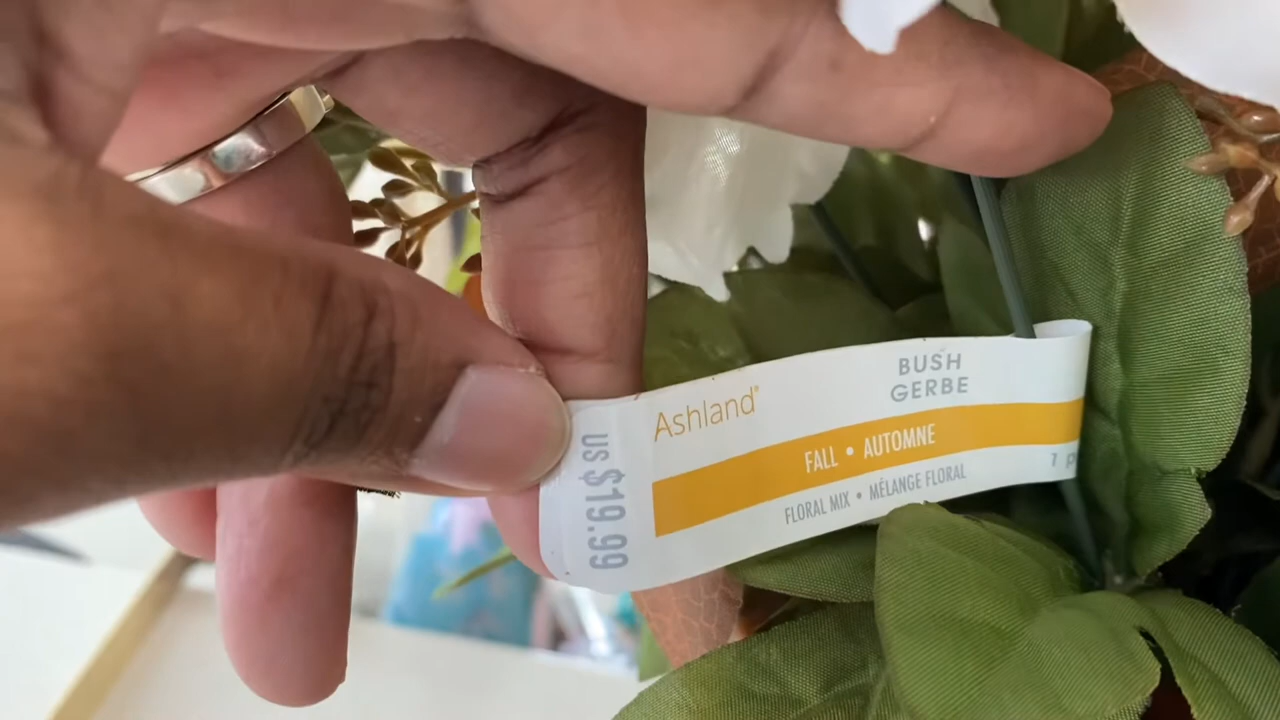 Ashland®
BUSH
GERBE
FALL • AUTOMNE
FLORAL MIX • MÉLANGE FLORAL
US $19.99